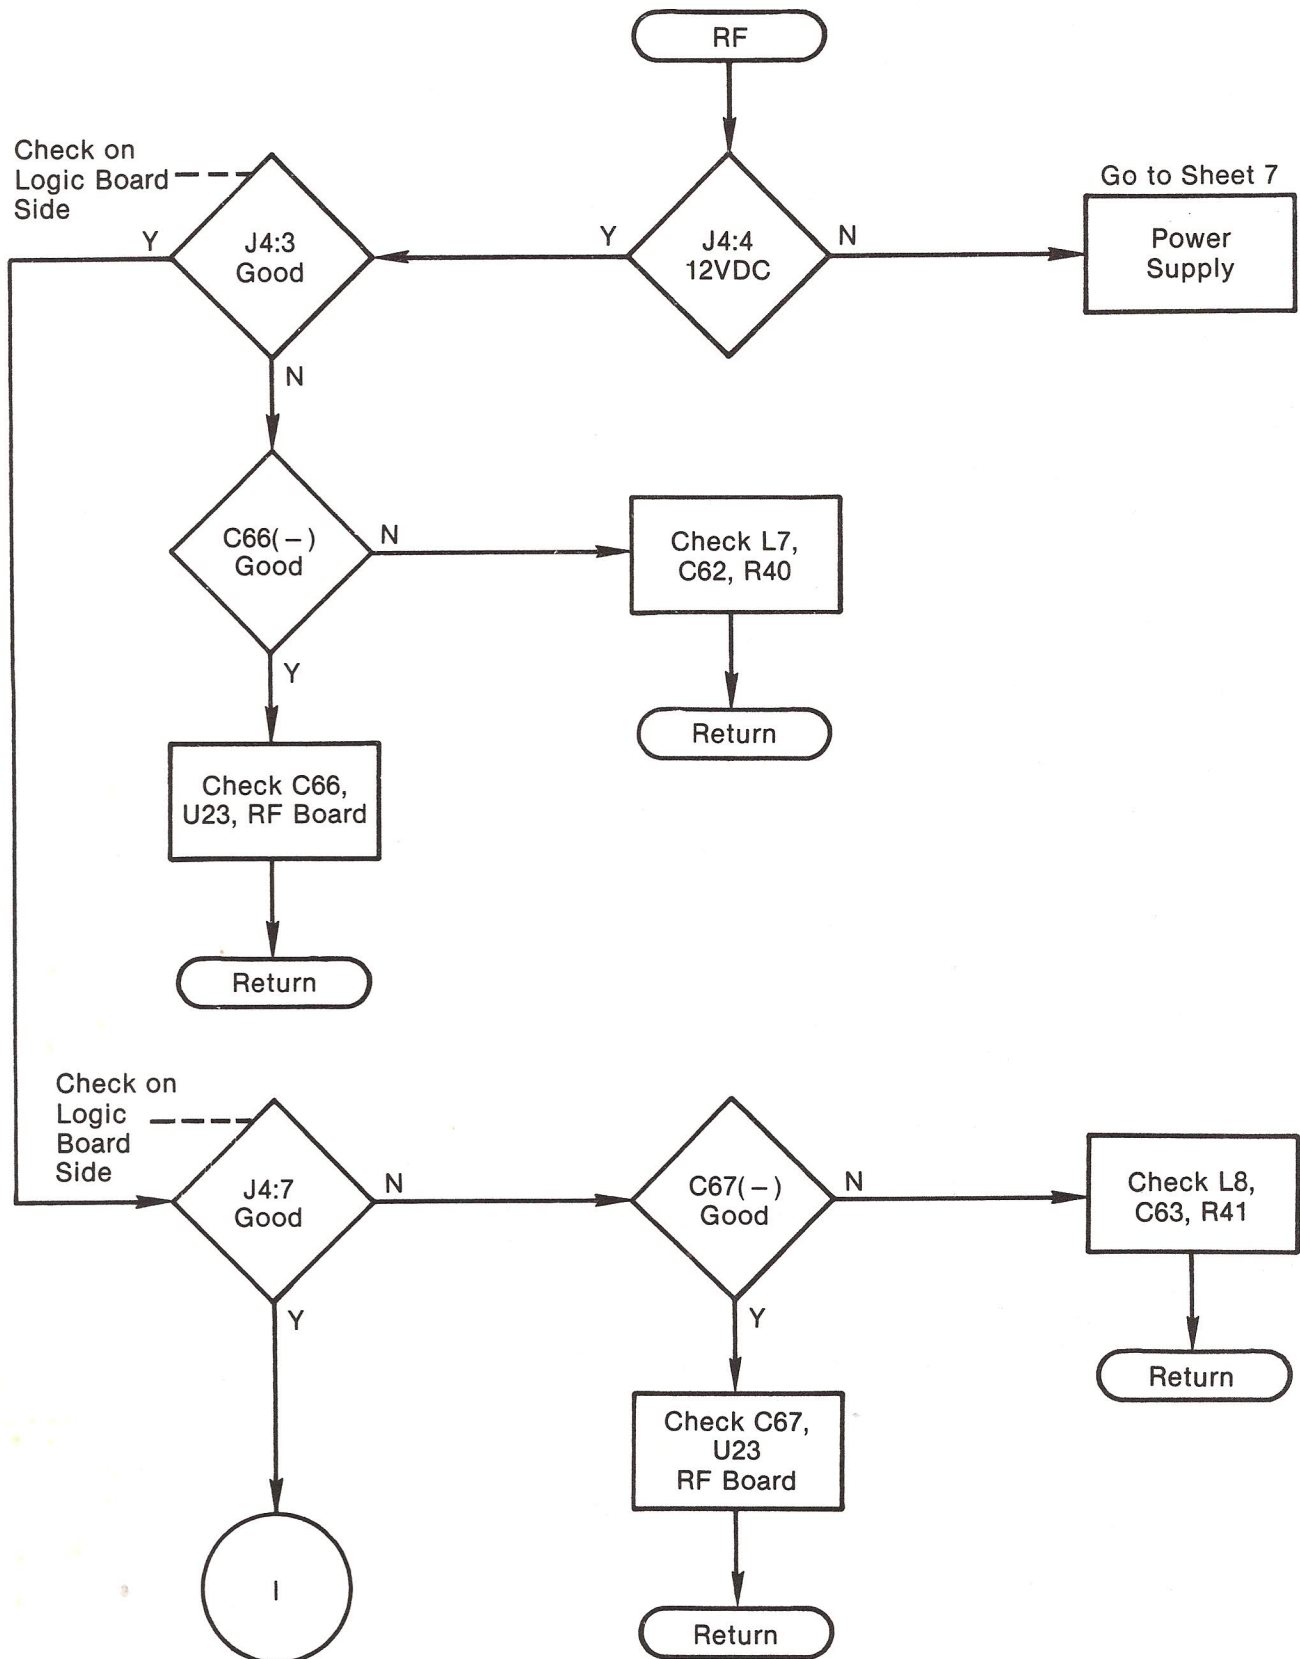 RF
Check on
Logic Board
Side
Go to Sheet 7
Y
J4:3
Good
Y
J4:4
12VDC
N
Power
Supply
N
C66(–)
Good
N
Check L7,
C62, R40
Y
Return
Check C66,
U23, RF Board
Return
Check on
Logic
Board
Side
J4:7
Good
N
C67(–)
Good
N
Check L8,
C63, R41
Y
Y
Return
Check C67,
U23
RF Board
I
Return